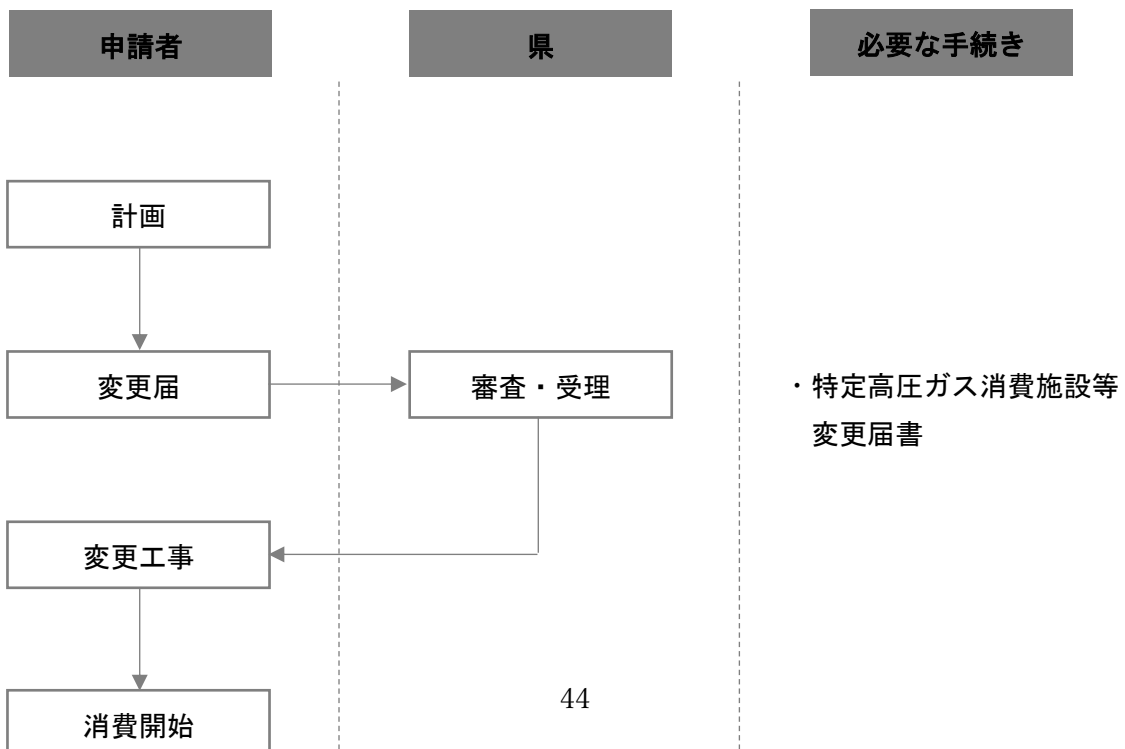 申請者
県
必要な手続き
計画
変更届
審査・受理
・特定高圧ガス消費施設等
変更届書
変更工事
消費開始
44